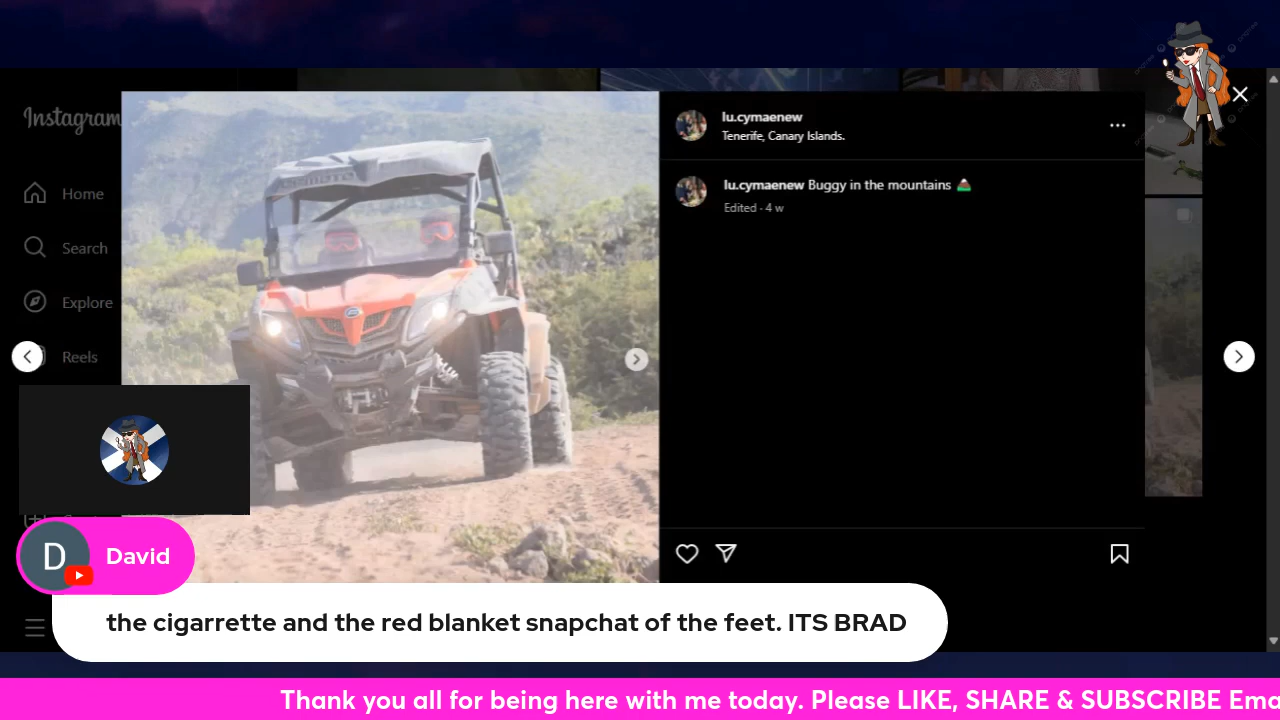 Instagram
Home
Search
Explore
Reels
lu.cymaenew
Tenerife, Canary Islands.
lu.cymaenew Buggy in the mountains
Edited · 4 w
D
David
the cigarrette and the red blanket snapchat of the feet. ITS BRAD
Thank you all for being here with me today. Please LIKE, SHARE & SUBSCRIBE Ema